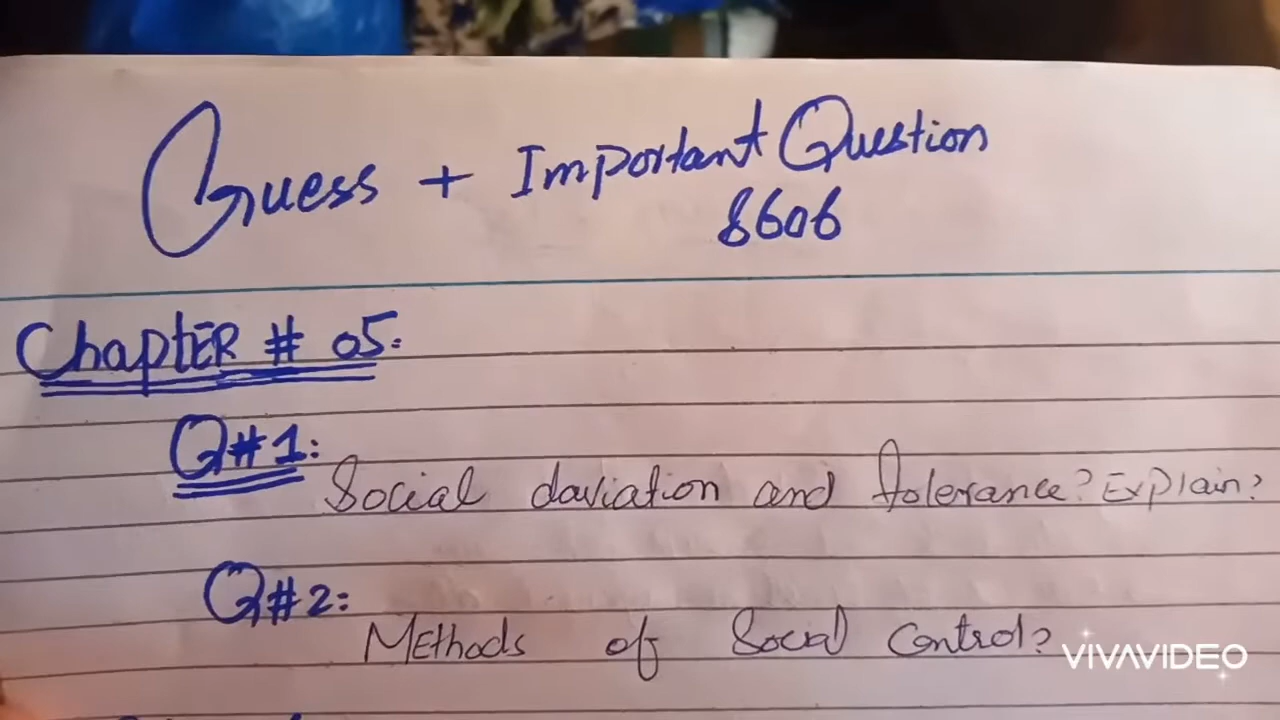 Guess + Important Question
8606
ChaptER # 05:
Q#1:
Social daviation and tolerance? Explain?
Q#2:
MEthods of Social Control?
VIVAVIDEO